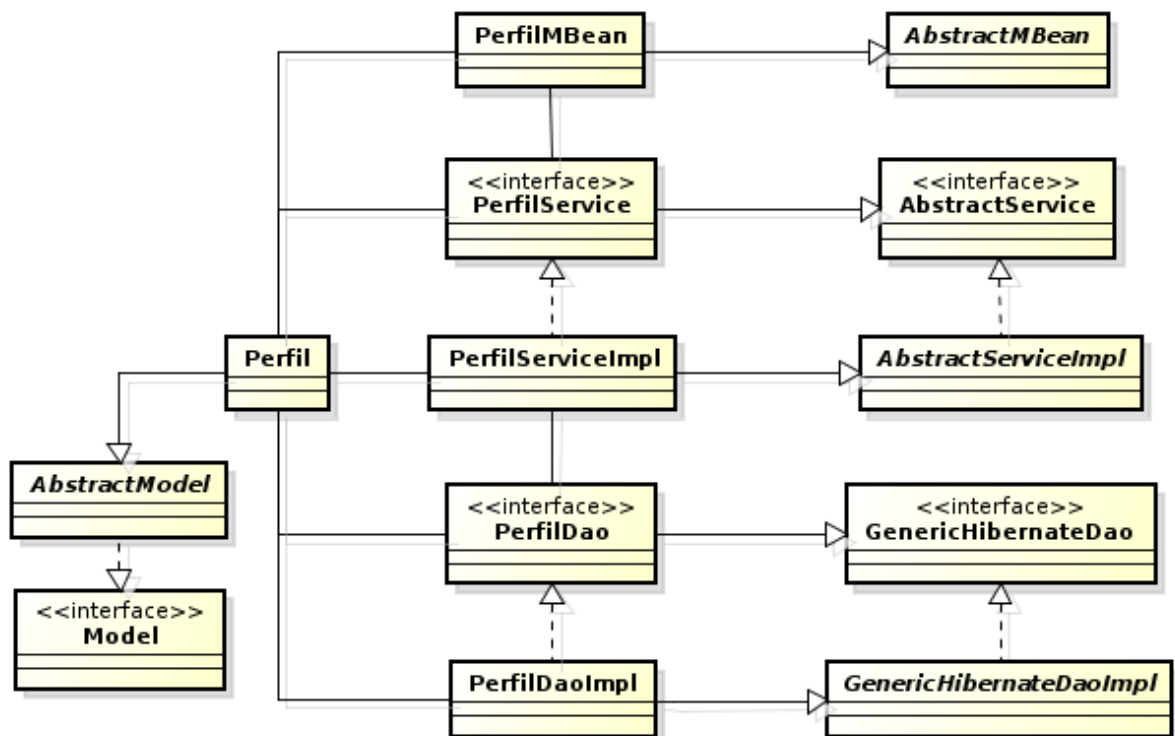 PerfilMBean
AbstractMBean
<<interface>>
PerfilService
<<interface>>
AbstractService
Perfil
PerfilServiceImpl
AbstractServiceImpl
AbstractModel
<<interface>>
PerfilDao
<<interface>>
GenericHibernateDao
<<interface>>
Model
PerfilDaoImpl
GenericHibernateDaoImpl